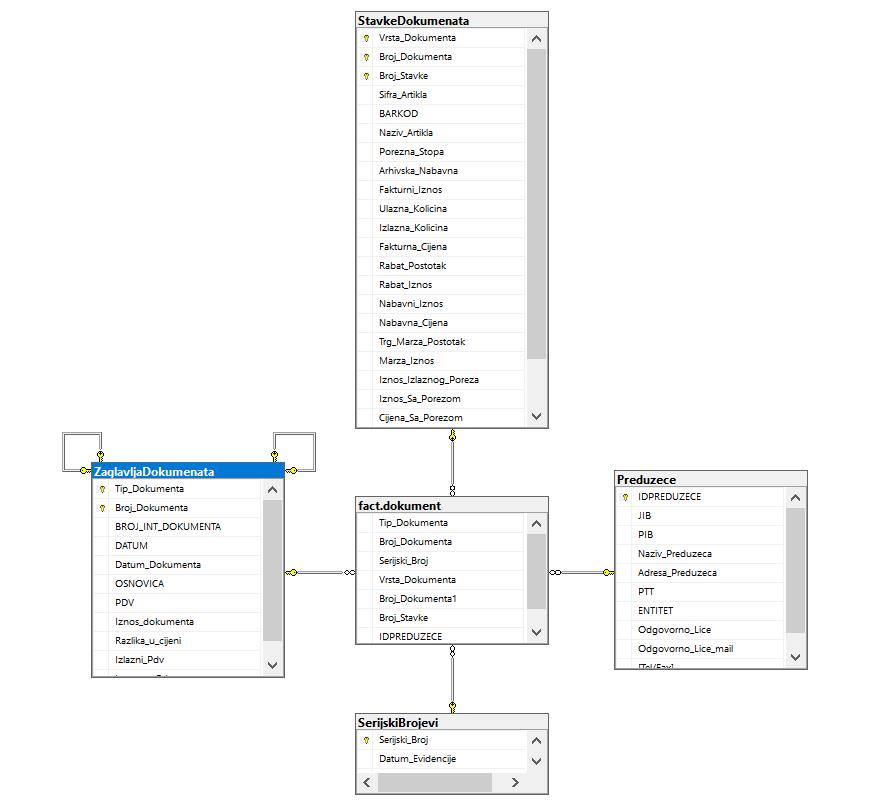 StavkeDokumenata
Vrsta_Dokumenta
Broj_Dokumenta
Broj_Stavke
Sifra_Artikla
BARKOD
Naziv_Artikla
Porezna_Stopa
Arhivska_Nabavna
Fakturni_Iznos
Ulazna_Kolicina
Izlazna_Kolicina
Fakturna_Cijena
Rabat_Postotak
Rabat_Iznos
Nabavni_Iznos
Nabavna_Cijena
Trg_Marza_Postotak
Marza_Iznos
Iznos_Izlaznog_Poreza
Iznos_Sa_Porezom
Cijena_Sa_Porezom
ZaglavljaDokumenata
Tip_Dokumenta
Broj_Dokumenta
BROJ_INT_DOKUMENTA
DATUM
Datum_Dokumenta
OSNOVICA
PDV
Iznos_dokumenta
Razlika_u_cijeni
Izlazni_Pdv
fact.dokument
Tip_Dokumenta
Broj_Dokumenta
Serijski_Broj
Vrsta_Dokumenta
Broj_Dokumenta1
Broj_Stavke
IDPREDUZECE
Preduzece
IDPREDUZECE
JIB
PIB
Naziv_Preduzeca
Adresa_Preduzeca
PTT
ENTITET
Odgovorno_Lice
Odgovorno_Lice_mail
[Tel/Fax]
SerijskiBrojevi
Serijski_Broj
Datum_Evidencije